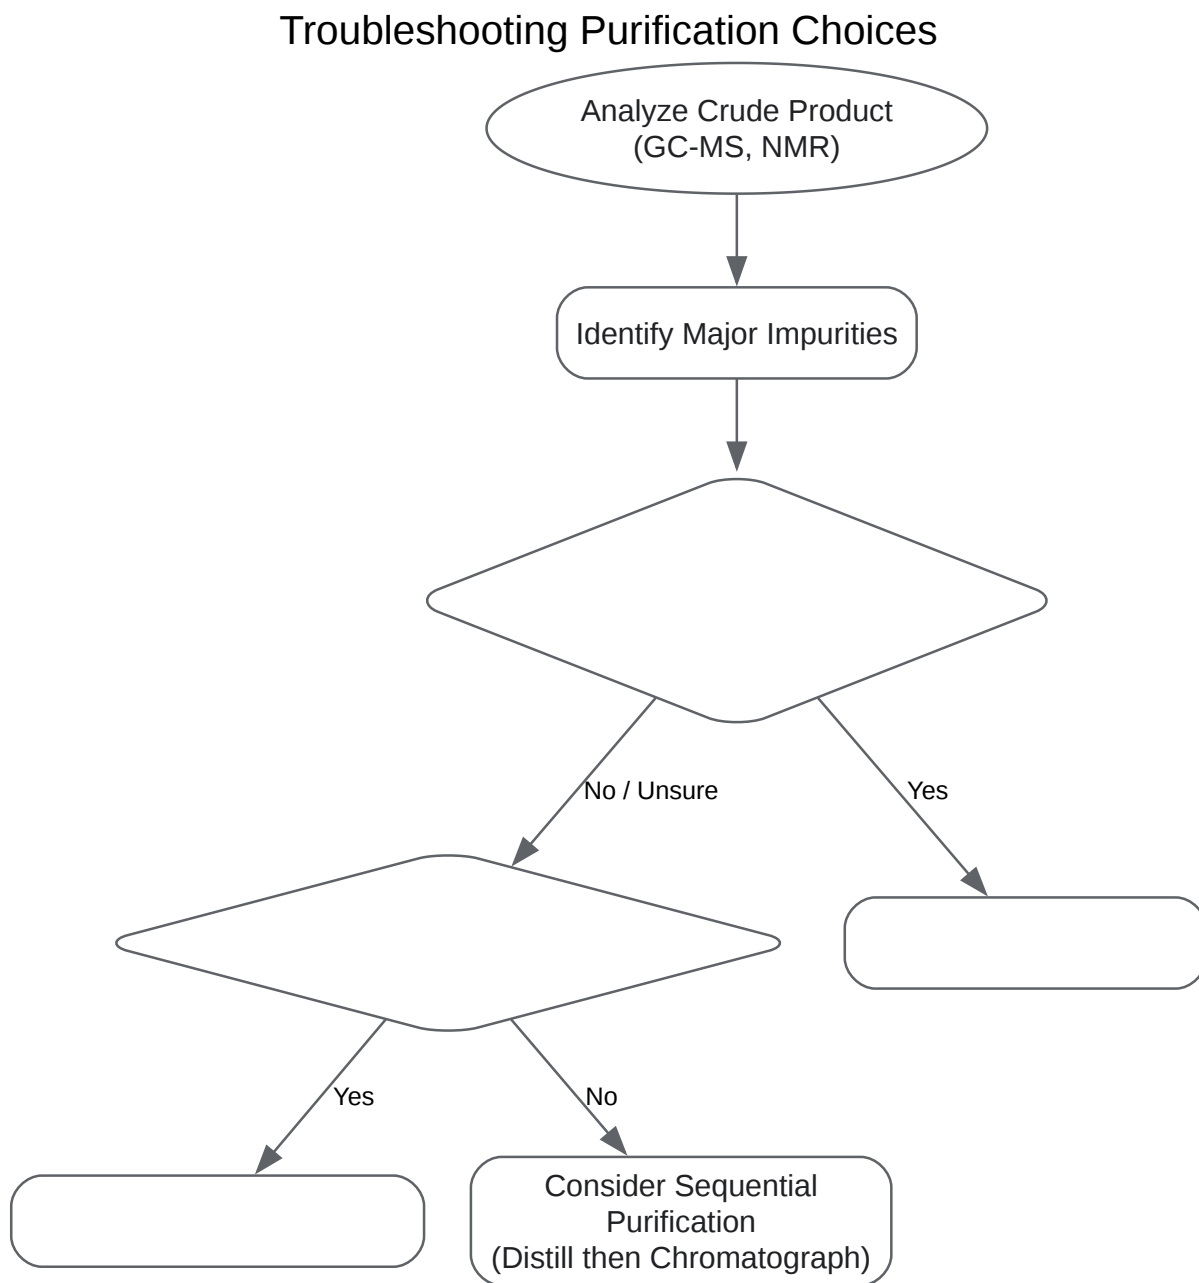 Troubleshooting Purification Choices
Analyze Crude Product
(GC-MS, NMR)
Identify Major Impurities
No / Unsure
Yes
Yes
No
Consider Sequential
Purification
(Distill then Chromatograph)